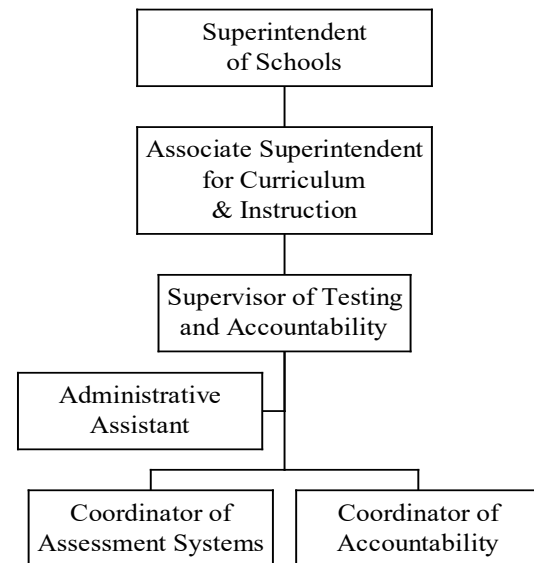 Superintendent
of Schools
Associate Superintendent
for Curriculum
& Instruction
Supervisor of Testing
and Accountability
Administrative
Assistant
Coordinator of
Assessment Systems
Coordinator of
Accountability